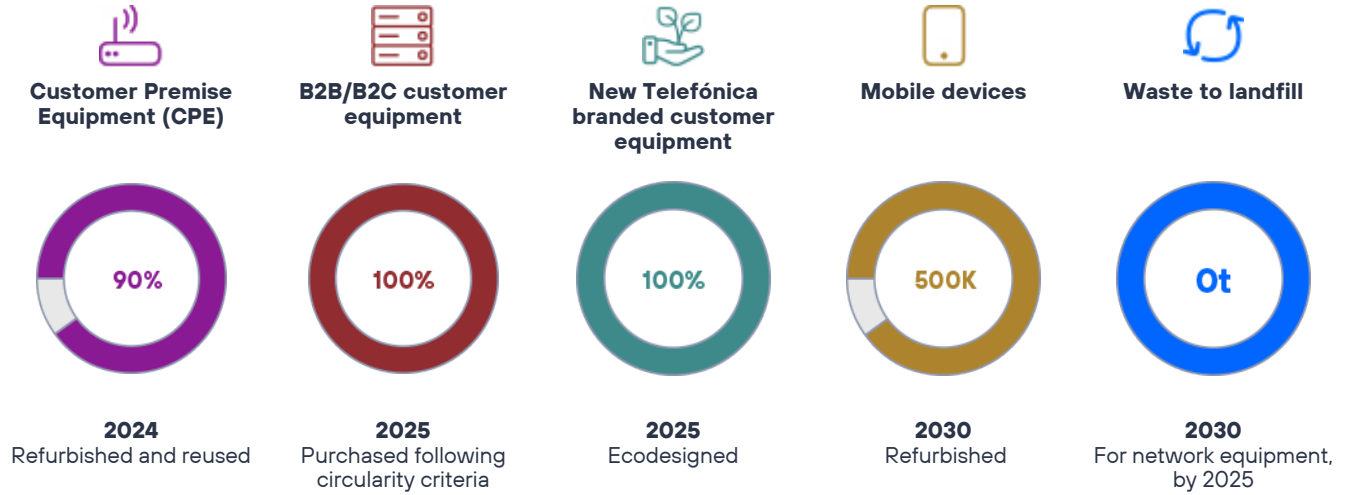 Customer Premise
Equipment (CPE)
90%
2024
Refurbished and reused
B2B/B2C customer
equipment
100%
2025
Purchased following
circularity criteria
New Telefónica
branded customer
equipment
100%
2025
Ecodesigned
Mobile devices
500K
2030
Refurbished
Waste to landfill
0t
2030
For network equipment,
by 2025